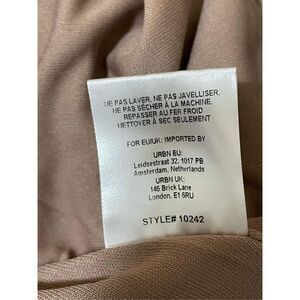 NE PAS LAVER, NE PAS JAVELLISER,
NE PAS SÉCHER A LA MACHINE,
REPASSER AU FER FROID
NETTOYER À SEC SEULEMENT
FOR EU/UK: IMPORTED BY
URBN EU:
Leidsestraat 32, 1017 PB
Amsterdam, Netherlands
URBN UK:
146 Brick Lane
London, E1 6RU
STYLE# 10242